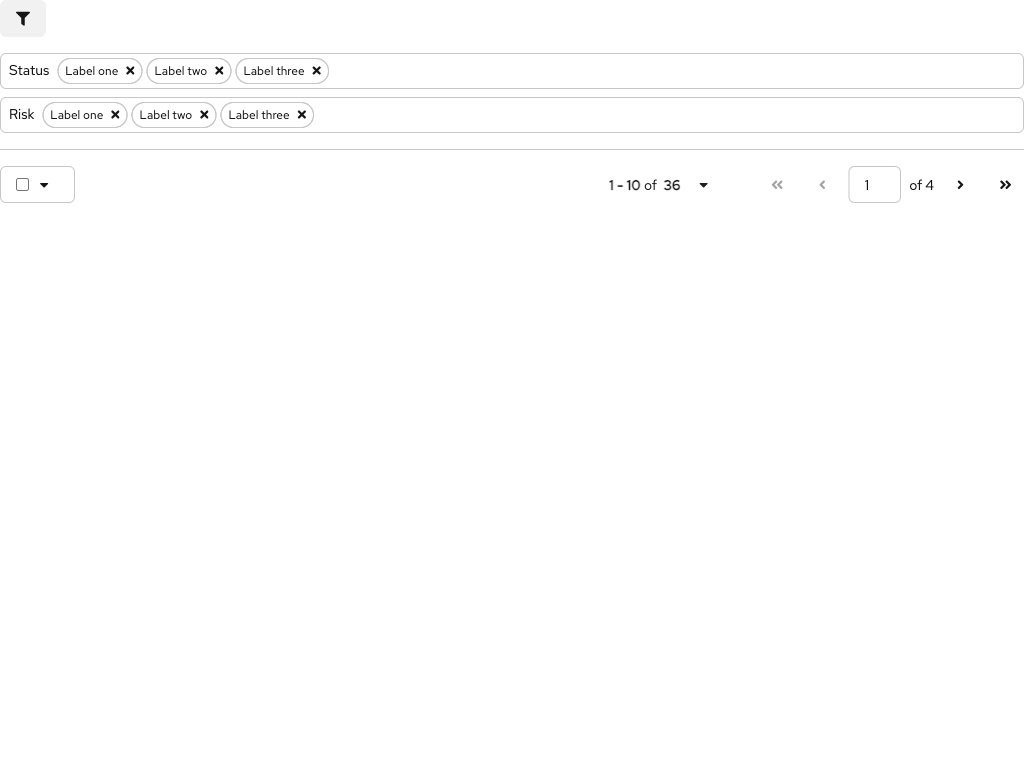 Status Label one Label two Label three
Risk Label one Label two Label three
1 - 10 of 36 1 of 4